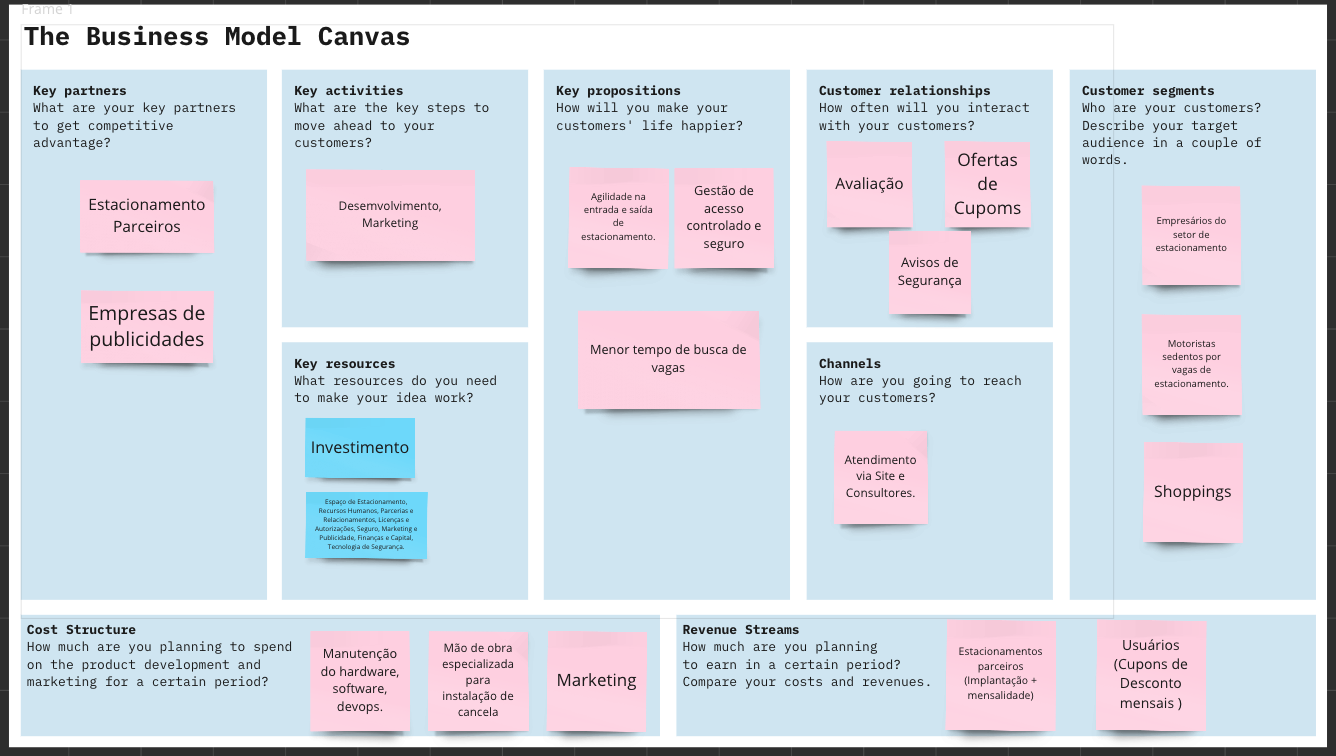 Frame 1
The Business Model Canvas
Key partners
What are your key partners
to get competitive
advantage?
Estacionamento
Parceiros
Empresas de
publicidades
Key activities
What are the key steps to
move ahead to your
customers?
Desemvolvimento,
Marketing
Key resources
What resources do you need
to make your idea work?
Investimento
Espaço de Estacionamento,
Recursos Humanos, Parcerias e
Relacionamentos, Licenças e
Autorizações, Seguro, Marketing e
Publicidade, Finanças e Capital,
Tecnologia de Segurança.
Key propositions
How will you make your
customers' life happier?
Agilidade na
entrada e saída
de
estacionamento.
Gestão de
acesso
controlado e
seguro
Menor tempo de busca de
vagas
Customer relationships
How often will you interact
with your customers?
Avaliação
Ofertas
de
Cupoms
Avisos de
Segurança
Channels
How are you going to reach
your customers?
Atendimento
via Site e
Consultores.
Customer segments
Who are your customers?
Describe your target
audience in a couple of
words.
Empresários do
setor de
estacionamento
Motoristas
sedentos por
vagas de
estacionamento.
Shoppings
Cost Structure
How much are you planning to spend
on the product development and
marketing for a certain period?
Manutenção
do hardware,
software,
devops.
Mão de obra
especializada
para
instalação de
cancela
Marketing
Revenue Streams
How much are you planning
to earn in a certain period?
Compare your costs and revenues.
Estacionamentos
parceiros
(Implantação +
mensalidade)
Usuários
(Cupons de
Desconto
mensais )